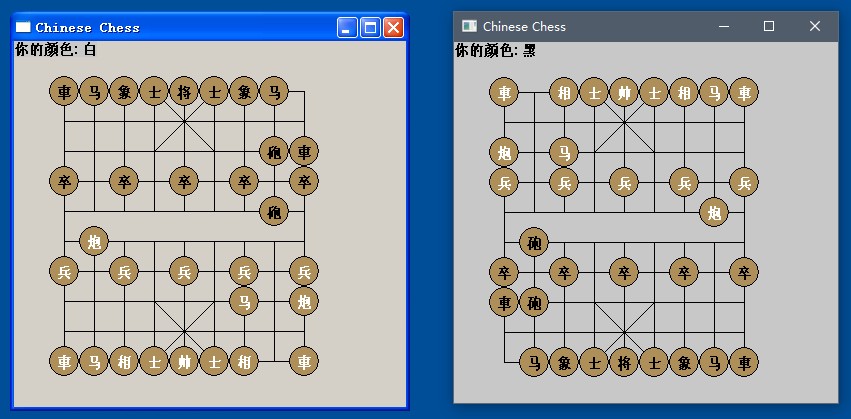 Chinese Chess
你的颜色: 白
車马象士将士象马
砲車
卒卒卒卒卒
砲
炮
兵兵兵兵兵
马炮
車马相士帅士相車
Chinese Chess
你的颜色: 黑
車相士帅士相马車
炮马
兵兵兵兵兵
炮
砲
卒卒卒卒卒
車砲
马象士将士象马車